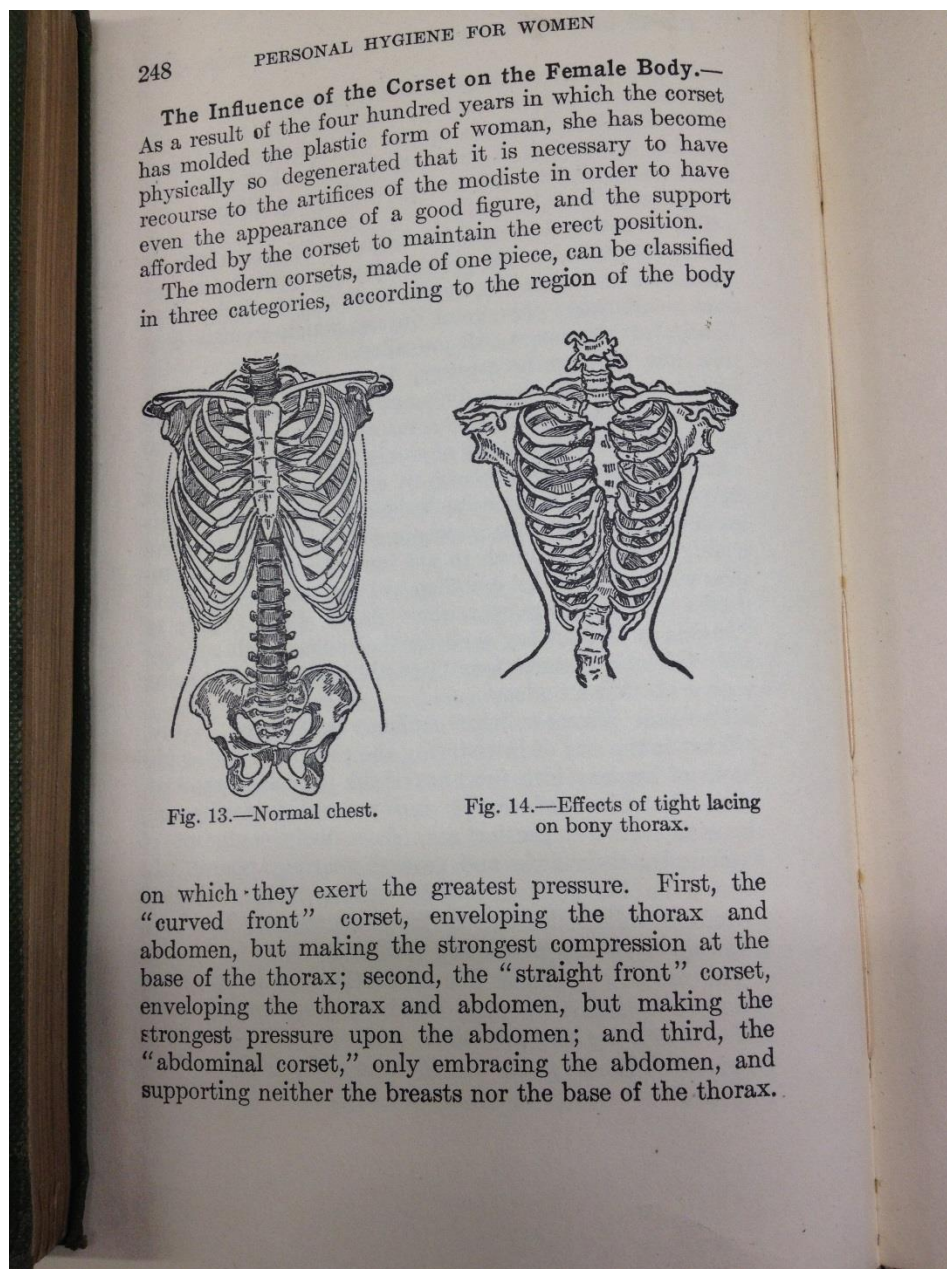 248
PERSONAL HYGIENE FOR WOMEN
The Influence of the Corset on the Female Body.—
As a result of the four hundred years in which the corset
has molded the plastic form of woman, she has become
physically so degenerated that it is necessary to have
recourse to the artifices of the modiste in order to have
even the appearance of a good figure, and the support
afforded by the corset to maintain the erect position.
The modern corsets, made of one piece, can be classified
in three categories, according to the region of the body
Fig. 13.—Normal chest.
Fig. 14.—Effects of tight lacing
on bony thorax.
on which they exert the greatest pressure. First, the
“curved front” corset, enveloping the thorax and
abdomen, but making the strongest compression at the
base of the thorax; second, the “straight front” corset,
enveloping the thorax and abdomen, but making the
strongest pressure upon the abdomen; and third, the
“abdominal corset,” only embracing the abdomen, and
supporting neither the breasts nor the base of the thorax.